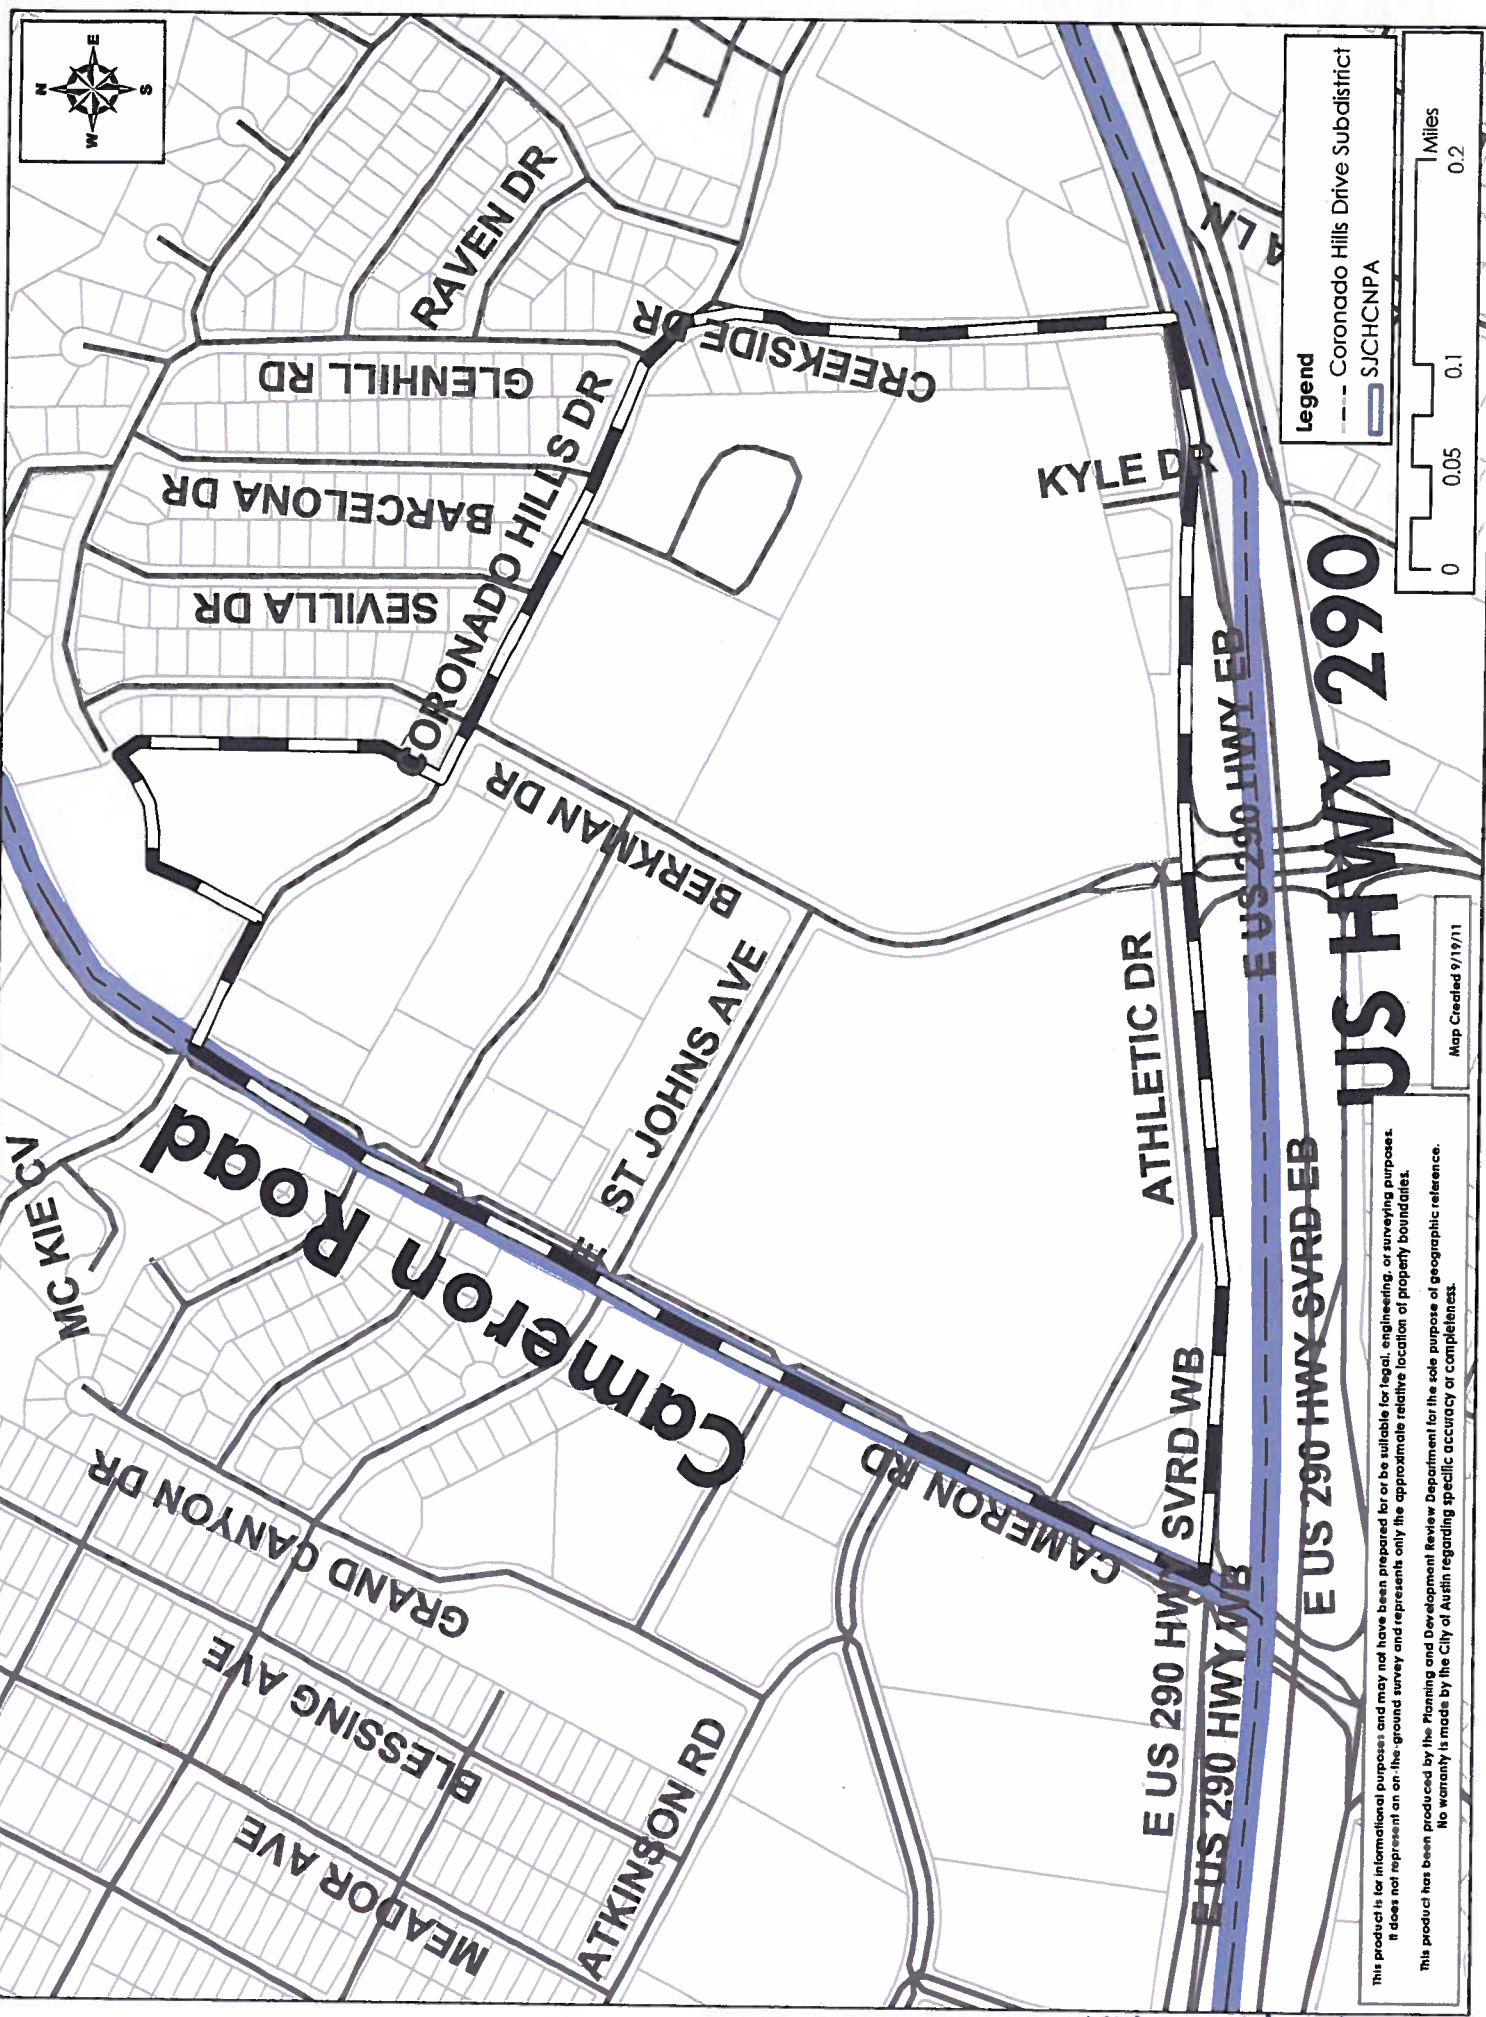 N
W
E
S
RAVEN DR
GLENHILL RD
CREEKSIDE DR
BARCELONA DR
SEVILLA DR
CORONADO HILLS DR
KYLE DR
BERKMAN DR
ST JOHNS AVE
ATHLETIC DR
MC KIE CV
Cameron Road
CAMERON RD
GRAND CANYON DR
BLESSING AVE
MEADOR AVE
ATKINSON RD
E US 290 HWY SVRD WB
E US 290 HWY WB
E US 290 HWY EB
E US 290 HWY SVRD EB
US HWY 290
A LN
Legend
Coronado Hills Drive Subdistrict
SJCHCNPA
0 0.05 0.1 0.2
Miles
Map Created 9/19/11
This product is for informational purposes and may not have been prepared for or be suitable for legal, engineering, or surveying purposes.
It does not represent an on-the-ground survey and represents only the approximate relative location of property boundaries.
This product has been produced by the Planning and Development Review Department for the sole purpose of geographic reference.
No warranty is made by the City of Austin regarding specific accuracy or completeness.